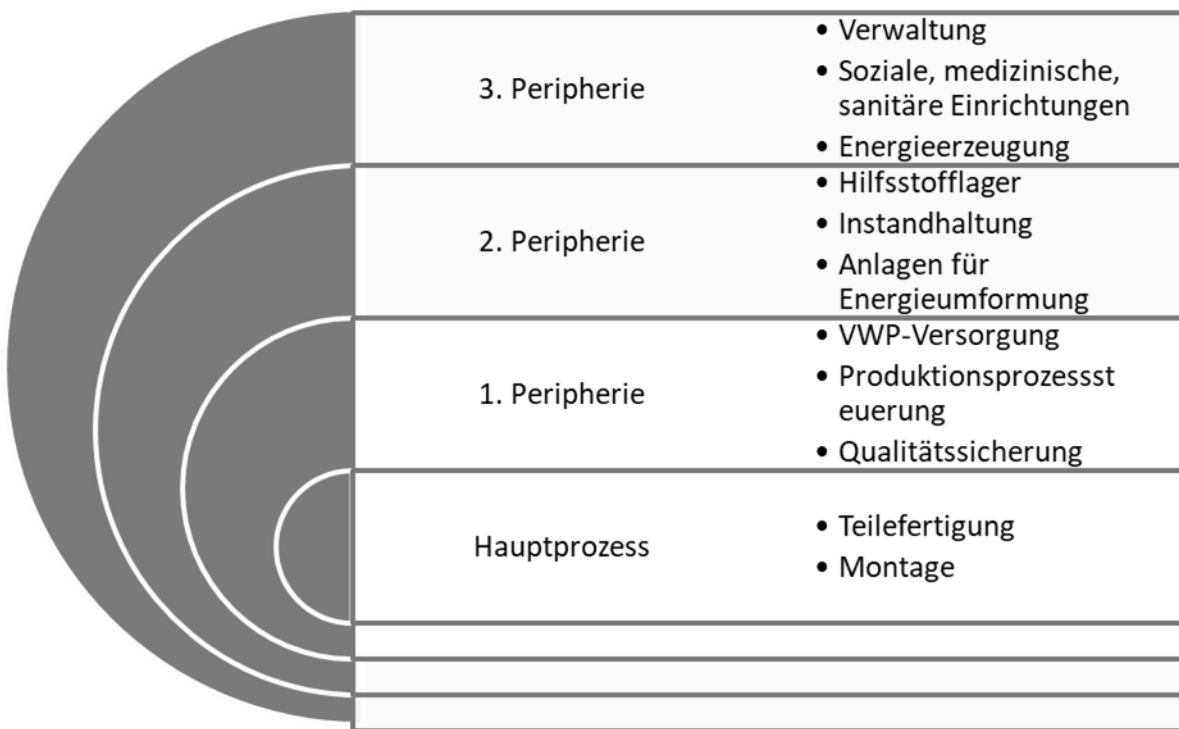 3. Peripherie
• Verwaltung
• Soziale, medizinische,
sanitäre Einrichtungen
• Energieerzeugung
2. Peripherie
• Hilfsstofflager
• Instandhaltung
• Anlagen für
Energieumformung
1. Peripherie
• VWP-Versorgung
• Produktionsprozessst
euerung
• Qualitätssicherung
Hauptprozess
• Teilefertigung
• Montage